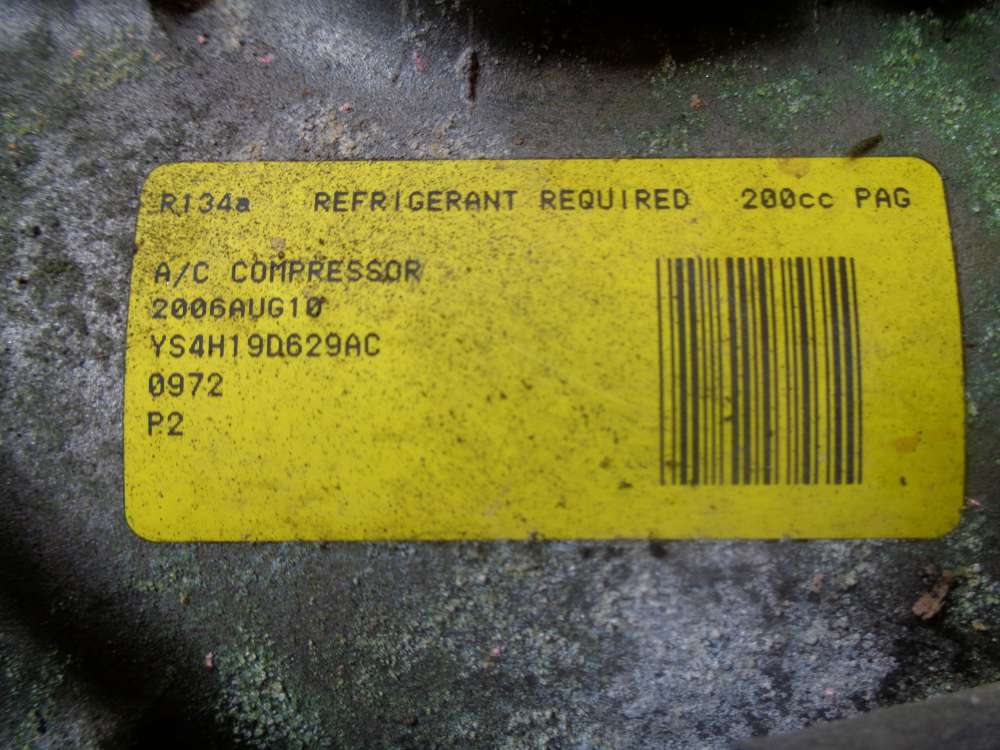 R134a REFRIGERANT REQUIRED 200cc PAG
A/C COMPRESSOR
2006AUG10
YS4H19D629AC
0972
P2